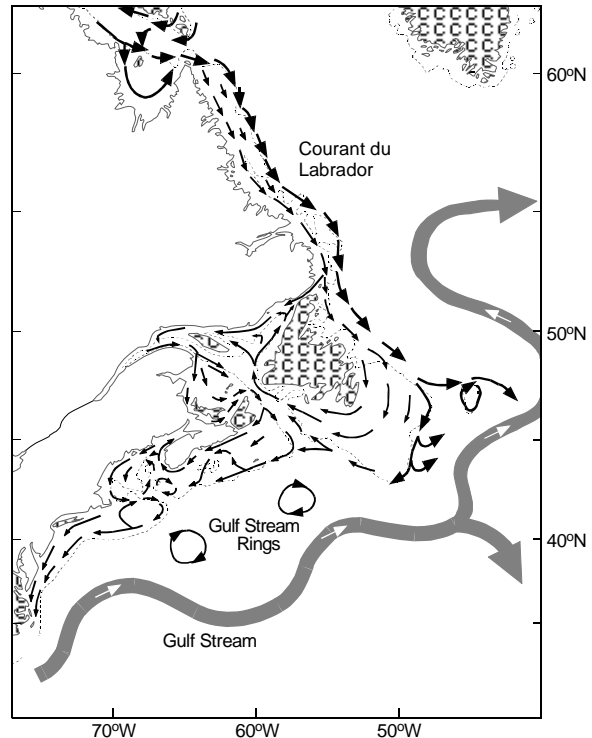 60ºN
Courant du
Labrador
50ºN
Gulf Stream
Rings
40ºN
Gulf Stream
70ºW
60ºW
50ºW